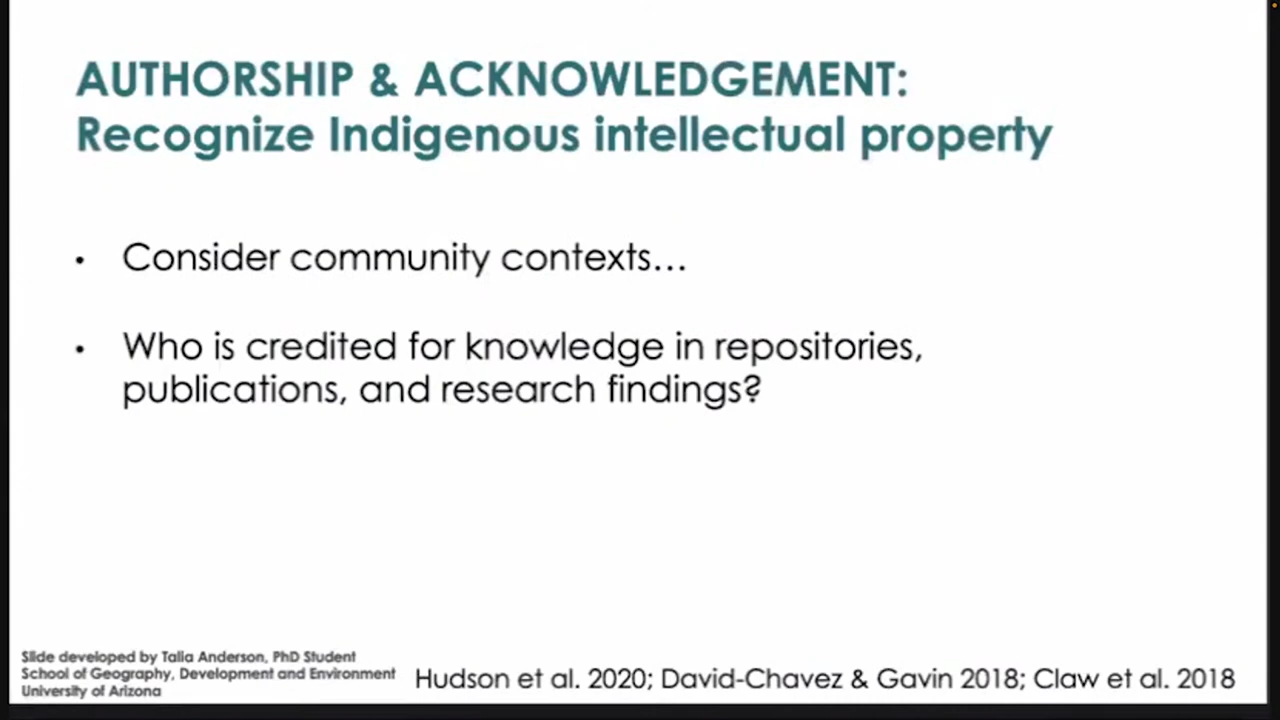 AUTHORSHIP & ACKNOWLEDGEMENT:
Recognize Indigenous intellectual property
• Consider community contexts...
• Who is credited for knowledge in repositories,
publications, and research findings?
Slide developed by Talia Anderson, PhD Student
School of Geography, Development and Environment
University of Arizona
Hudson et al. 2020; David-Chavez & Gavin 2018; Claw et al. 2018